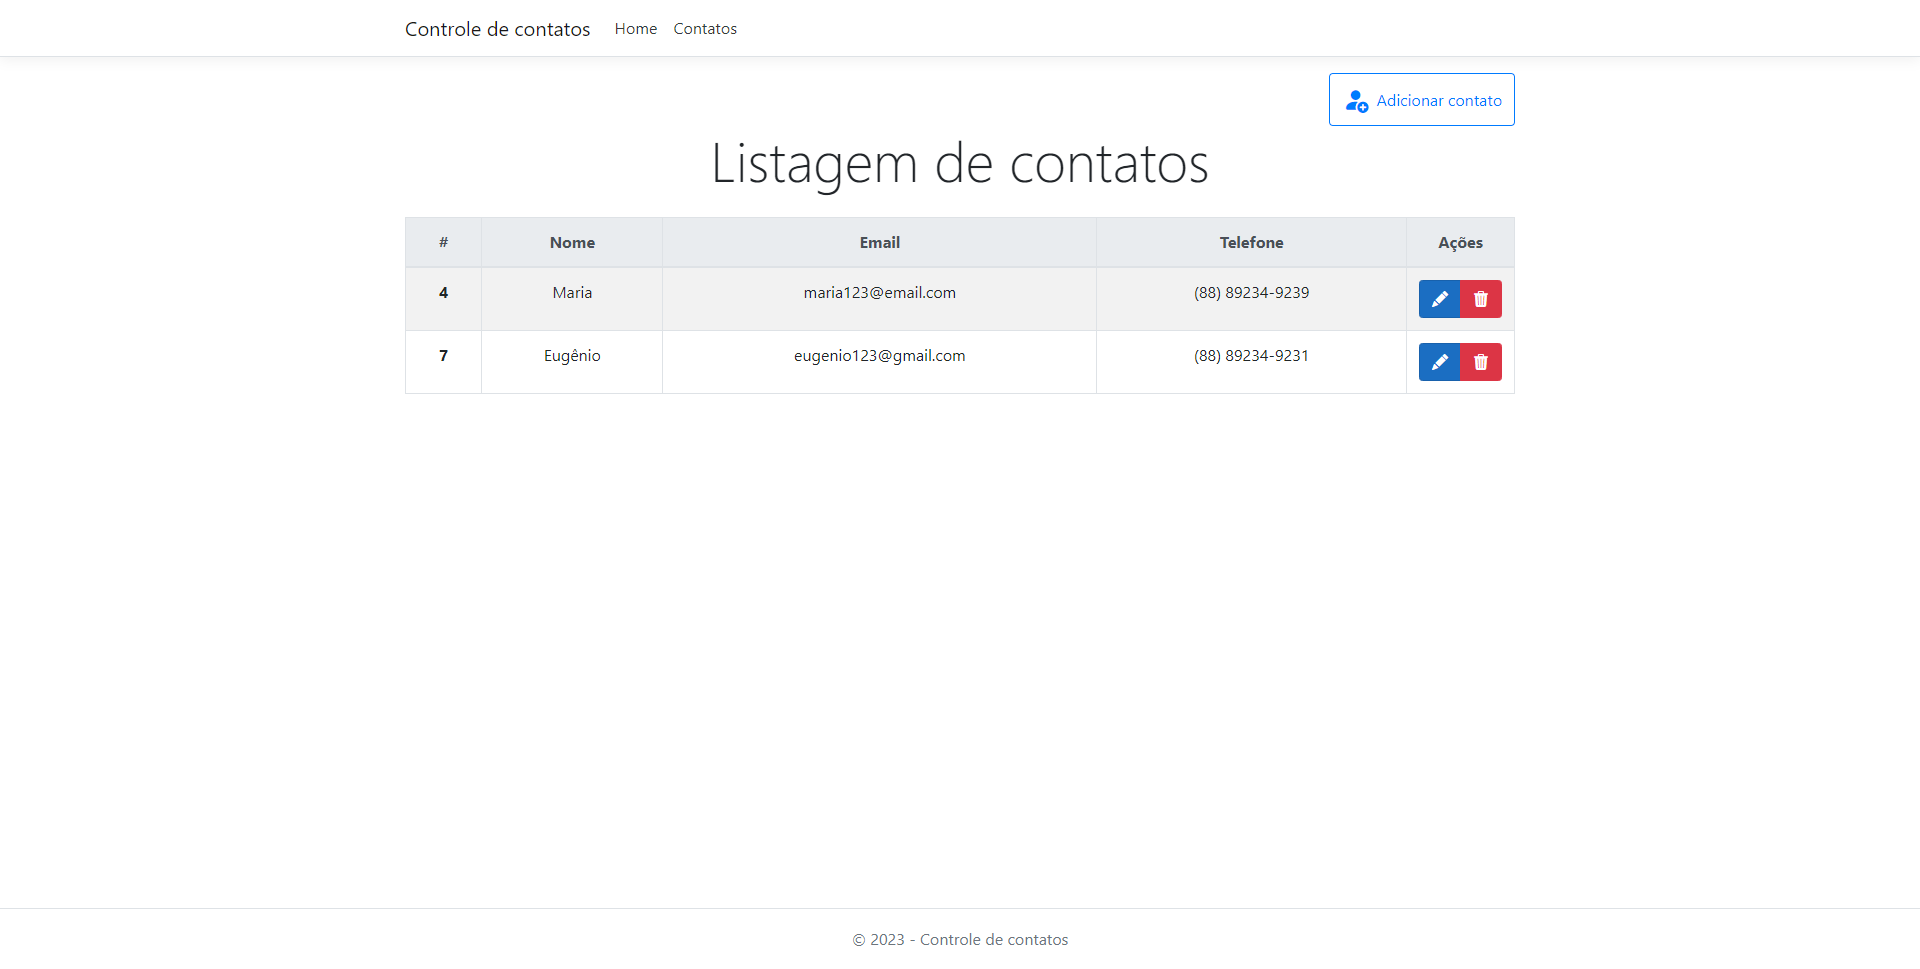 Controle de contatos Home Contatos
Adicionar contato
Listagem de contatos
# Nome Email Telefone Ações
4 Maria maria123@email.com (88) 89234-9239
7 Eugênio eugenio123@gmail.com (88) 89234-9231
© 2023 - Controle de contatos